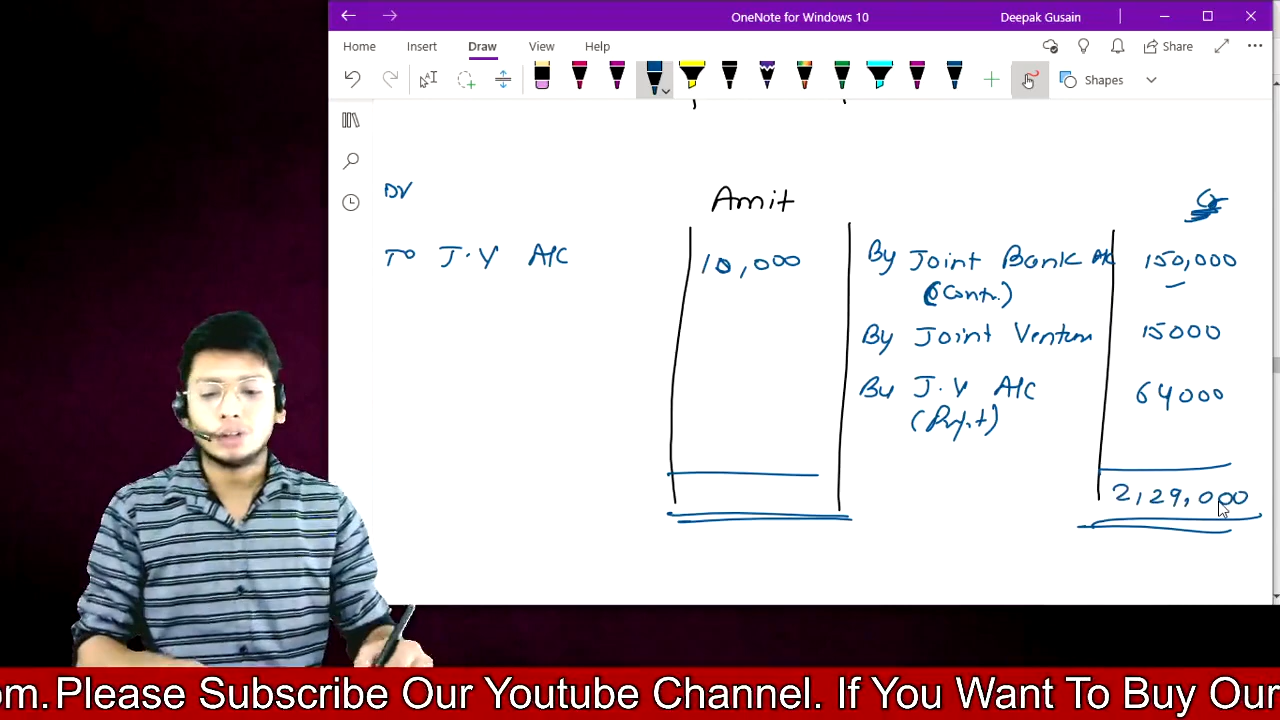 OneNote for Windows 10
Deepak Gusain
Home Insert Draw View Help
Share
Shapes
Amit
Dr Cr
To J.V A/C 10,000 By Joint Bank A/c 150,000
(Contr.)
By Joint Venture 15000
By J.V A/C 64000
(Profit)
2,29,000
om. Please Subscribe Our Youtube Channel. If You Want To Buy Our